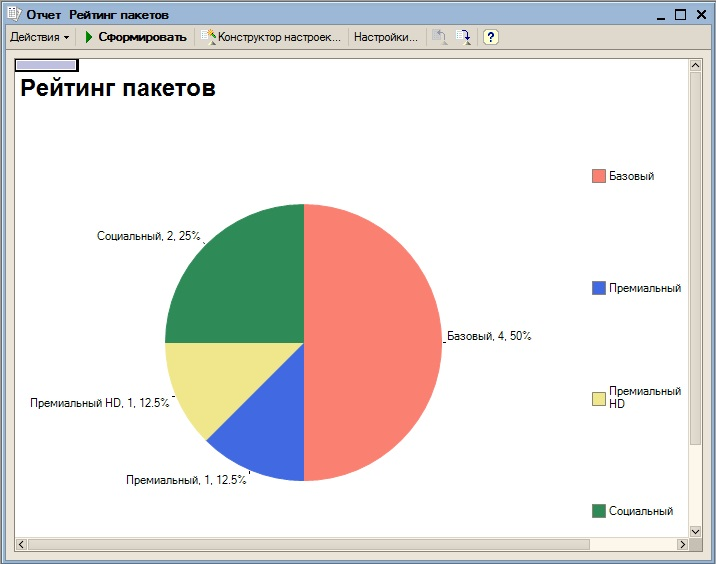 Отчет Рейтинг пакетов
Действия Сформировать Конструктор настроек... Настройки... ?
Рейтинг пакетов
Базовый
Социальный, 2, 25%
Премиальный
Базовый, 4, 50%
Премиальный HD, 1, 12.5%
Премиальный
HD
Премиальный, 1, 12.5%
Социальный